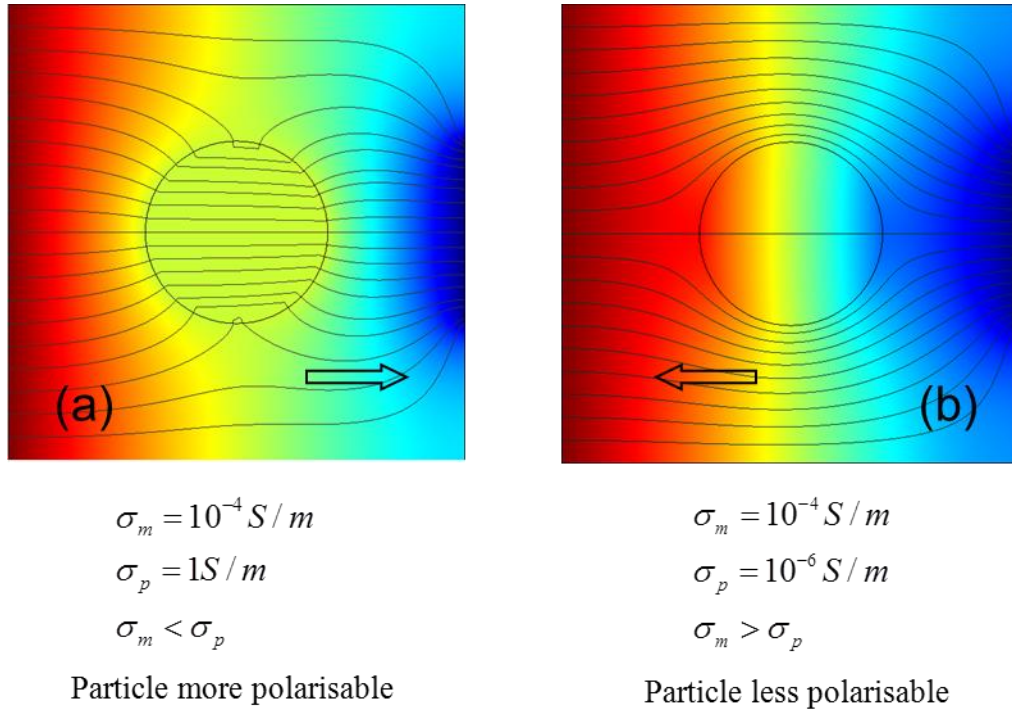 (a)
(b)
σₘ = 10⁻⁴ S / m
σₚ = 1S / m
σₘ < σₚ
Particle more polarisable
σₘ = 10⁻⁴ S / m
σₚ = 10⁻⁶ S / m
σₘ > σₚ
Particle less polarisable